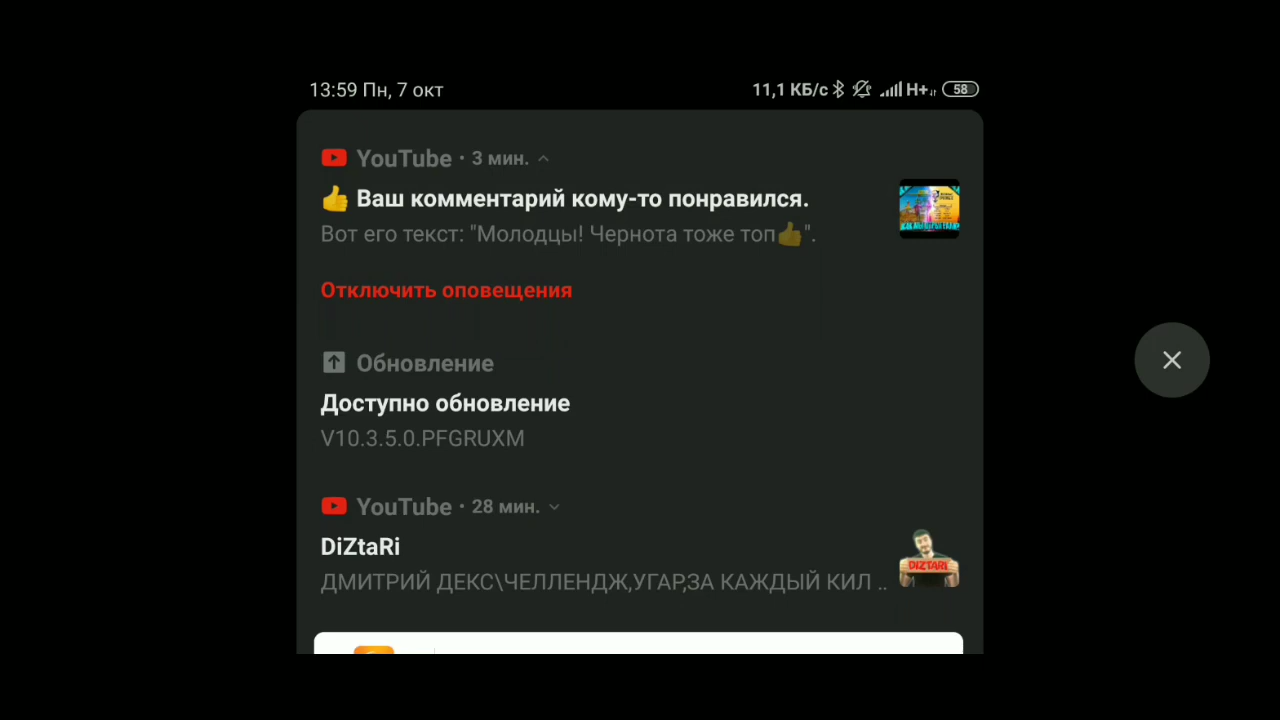 13:59 Пн, 7 окт
11,1 КБ/с H+ 58
YouTube · 3 мин.
👍 Ваш комментарий кому-то понравился.
Вот его текст: "Молодцы! Чернота тоже топ👍".
Отключить оповещения
Обновление
Доступно обновление
V10.3.5.0.PFGRUXM
YouTube · 28 мин.
DiZtaRi
ДМИТРИЙ ДЕКС\ЧЕЛЛЕНДЖ,УГАР,ЗА КАЖДЫЙ КИЛ ..
DIZTARI